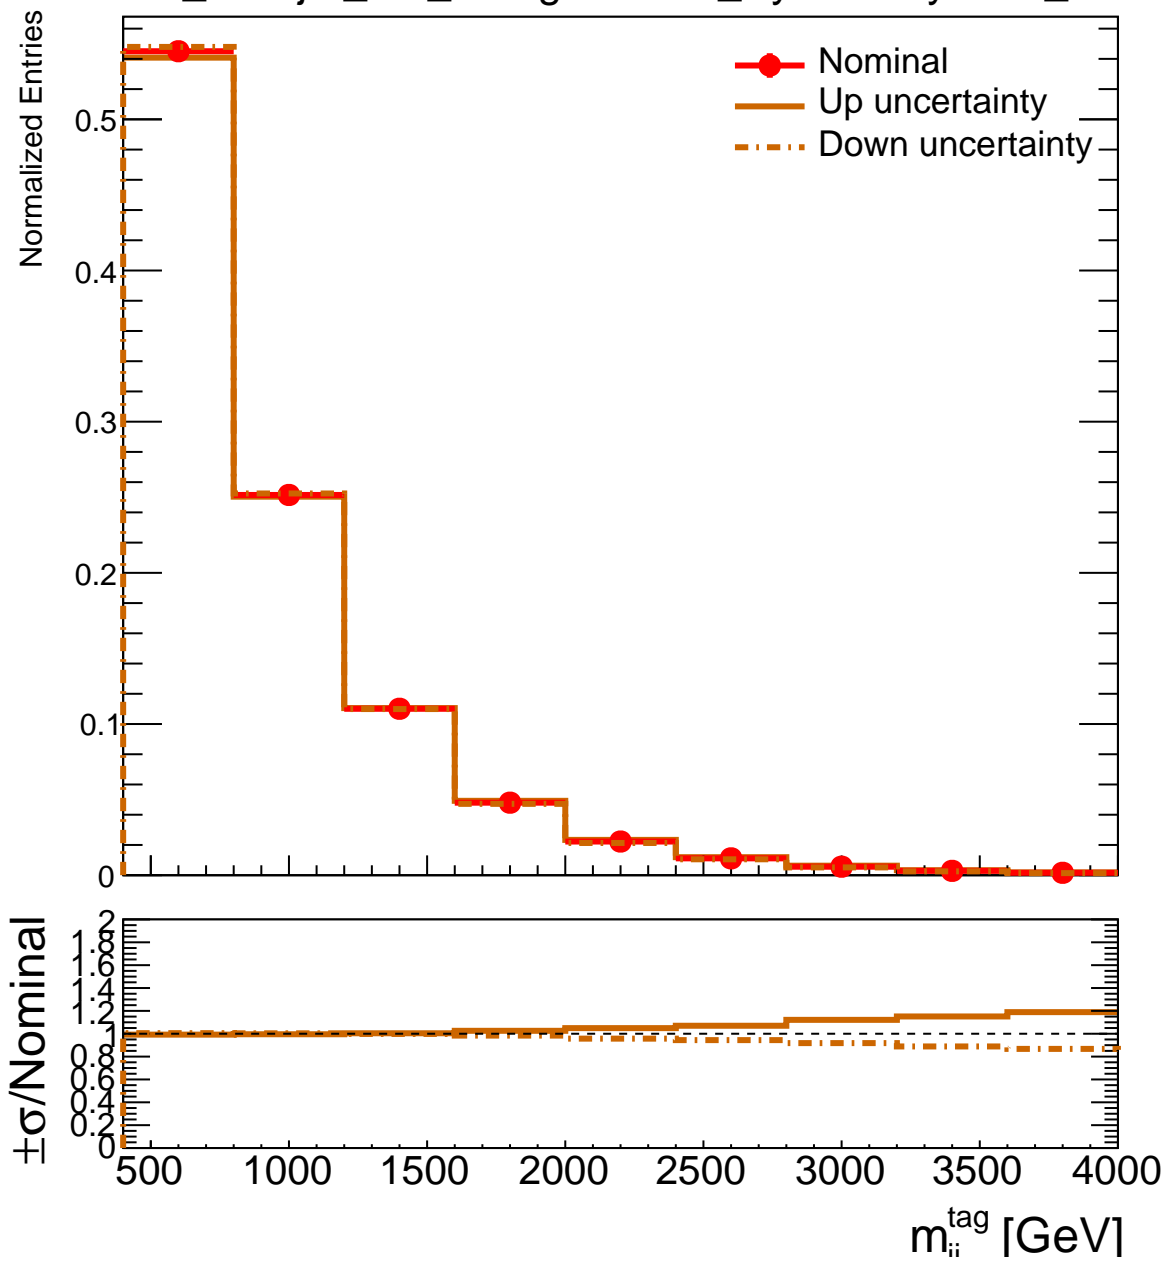 Normalized Entries
Nominal
Up uncertainty
Down uncertainty
0.5
0.4
0.3
0.2
0.1
0
±σ/Nominal
2
1.8
1.6
1.4
1.2
1
0.8
0.6
0.4
0.2
0
500 1000 1500 2000 2500 3000 3500 4000
m_jj^tag [GeV]